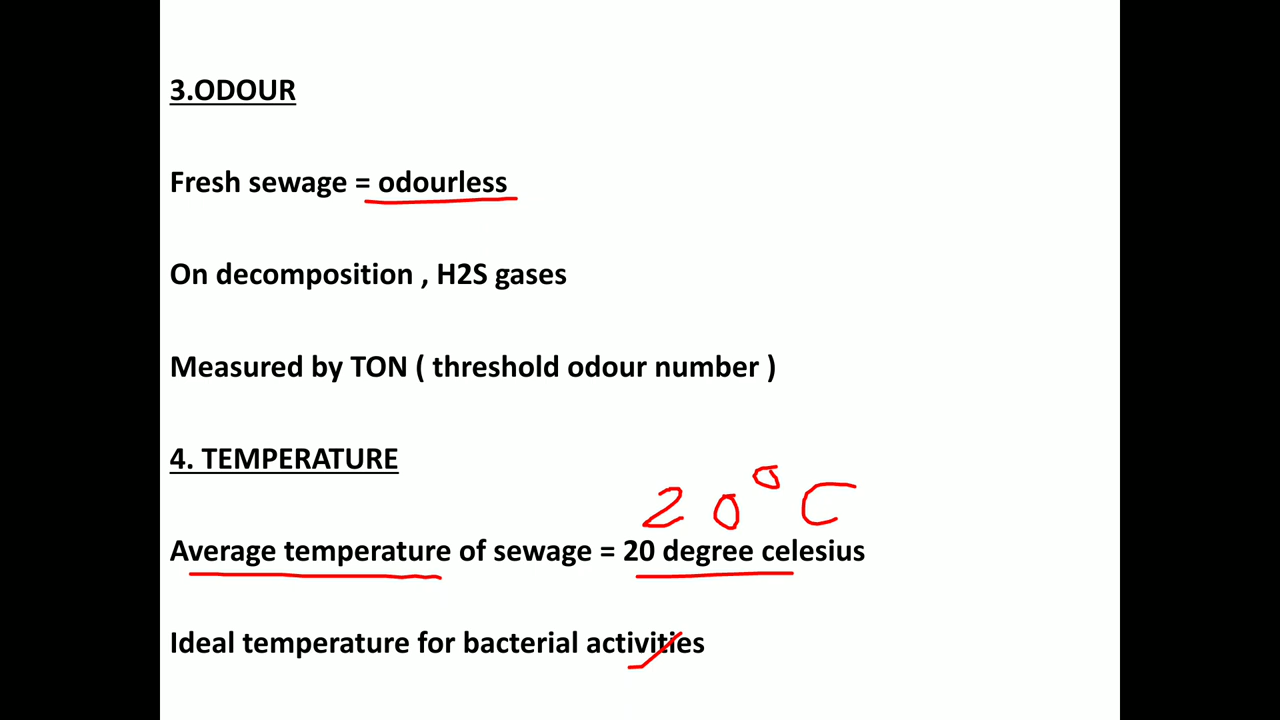 3.ODOUR
Fresh sewage = odourless
On decomposition , H2S gases
Measured by TON ( threshold odour number )
4. TEMPERATURE
20°C
Average temperature of sewage = 20 degree celesius
Ideal temperature for bacterial activities